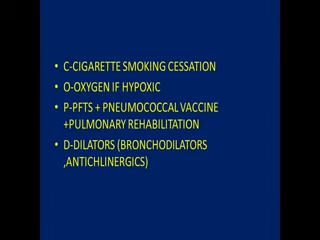 • C-CIGARETTE SMOKING CESSATION
• O-OXYGEN IF HYPOXIC
• P-PFTS + PNEUMOCOCCAL VACCINE
+PULMONARY REHABILITATION
• D-DILATORS (BRONCHODILATORS
,ANTICHLINERGICS)